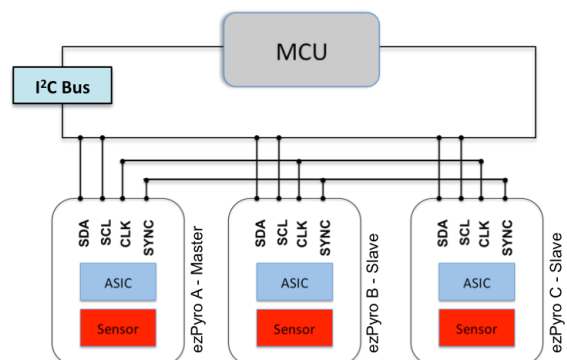 MCU
I²C Bus
SDA
SCL
CLK
SYNC
ASIC
Sensor
ezPyro A - Master
SDA
SCL
CLK
SYNC
ASIC
Sensor
ezPyro B - Slave
SDA
SCL
CLK
SYNC
ASIC
Sensor
ezPyro C - Slave